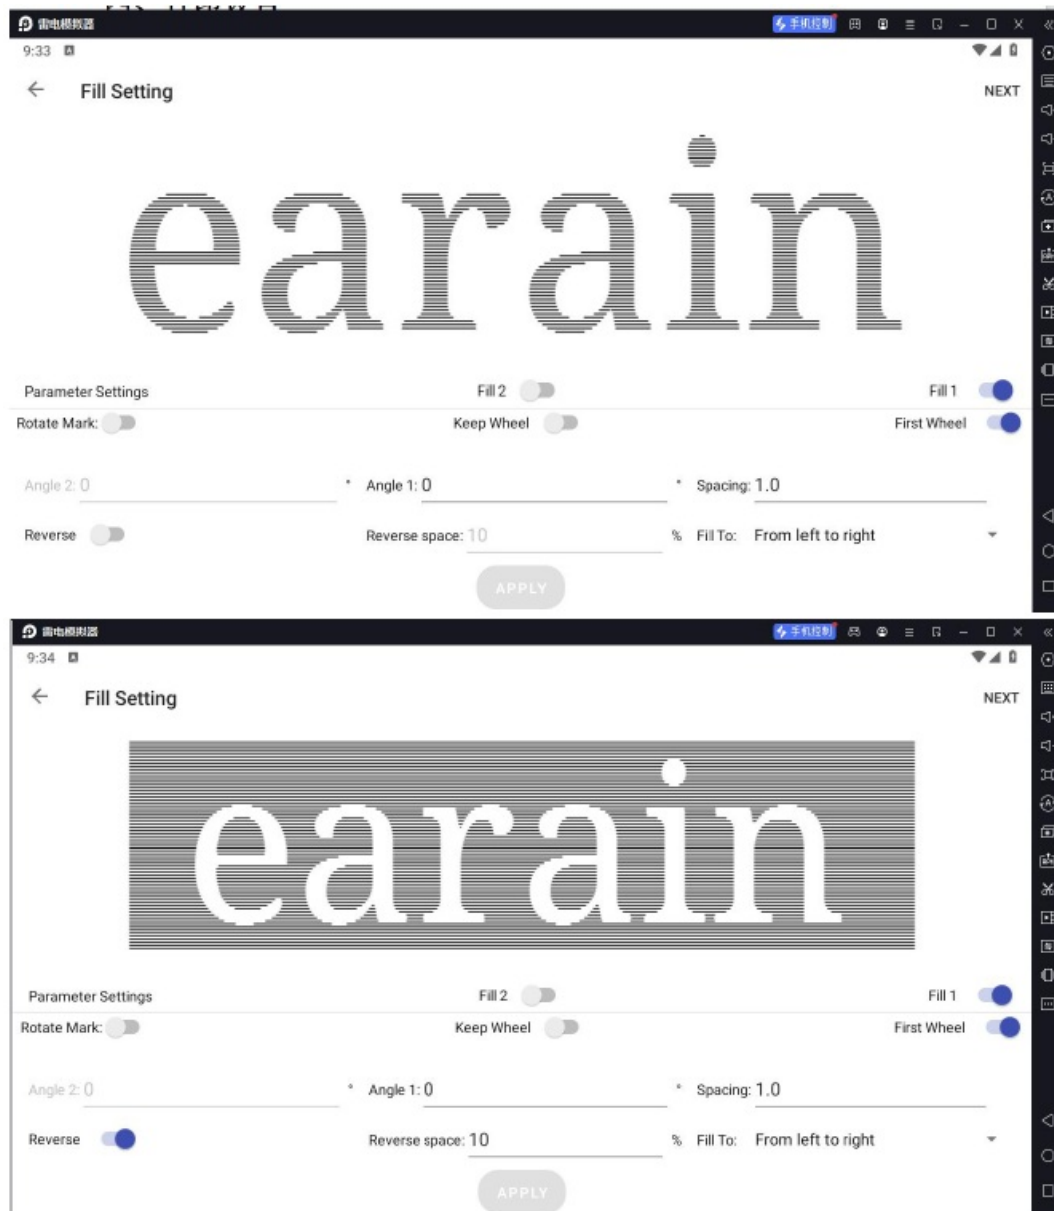 雷电模拟器 手机控制
9:33 A
Fill Setting NEXT
earain
Parameter Settings Fill 2 Fill 1
Rotate Mark: Keep Wheel First Wheel
Angle 2: 0 ° Angle 1: 0 ° Spacing: 1.0
Reverse Reverse space: 10 % Fill To: From left to right
APPLY
雷电模拟器 手机控制
9:34 A
Fill Setting NEXT
earain
Parameter Settings Fill 2 Fill 1
Rotate Mark: Keep Wheel First Wheel
Angle 2: 0 ° Angle 1: 0 ° Spacing: 1.0
Reverse Reverse space: 10 % Fill To: From left to right
APPLY